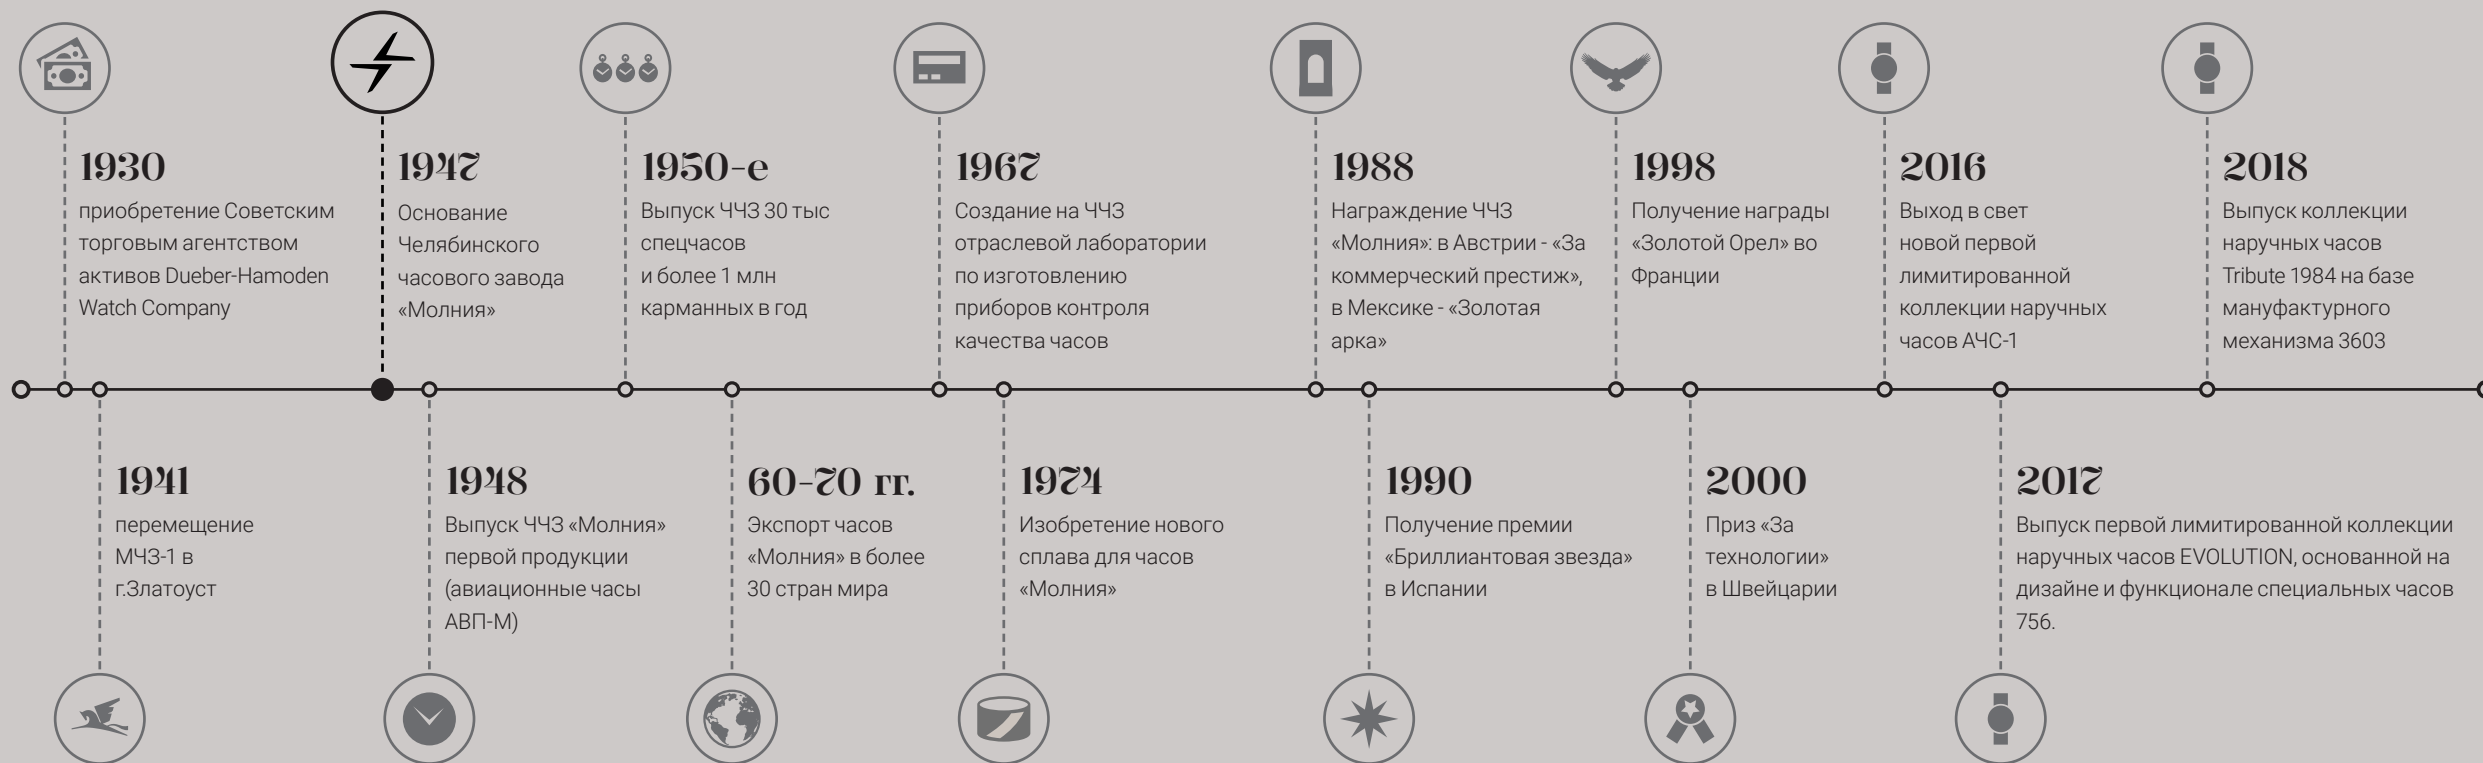 1930
приобретение Советским
торговым агентством
активов Dueber-Hamoden
Watch Company
1947
Основание
Челябинского
часового завода
«Молния»
1950-е
Выпуск ЧЧЗ 30 тыс
спецчасов
и более 1 млн
карманных в год
1967
Создание на ЧЧЗ
отраслевой лаборатории
по изготовлению
приборов контроля
качества часов
1988
Награждение ЧЧЗ
«Молния»: в Австрии - «За
коммерческий престиж»,
в Мексике - «Золотая
арка»
1998
Получение награды
«Золотой Орел» во
Франции
2016
Выход в свет
новой первой
лимитированной
коллекции наручных
часов АЧС-1
2018
Выпуск коллекции
наручных часов
Tribute 1984 на базе
мануфактурного
механизма 3603
1941
перемещение
МЧЗ-1 в
г.Златоуст
1948
Выпуск ЧЧЗ «Молния»
первой продукции
(авиационные часы
АВП-М)
60-70 гг.
Экспорт часов
«Молния» в более
30 стран мира
1974
Изобретение нового
сплава для часов
«Молния»
1990
Получение премии
«Бриллиантовая звезда»
в Испании
2000
Приз «За
технологии»
в Швейцарии
2017
Выпуск первой лимитированной коллекции
наручных часов EVOLUTION, основанной на
дизайне и функционале специальных часов
756.